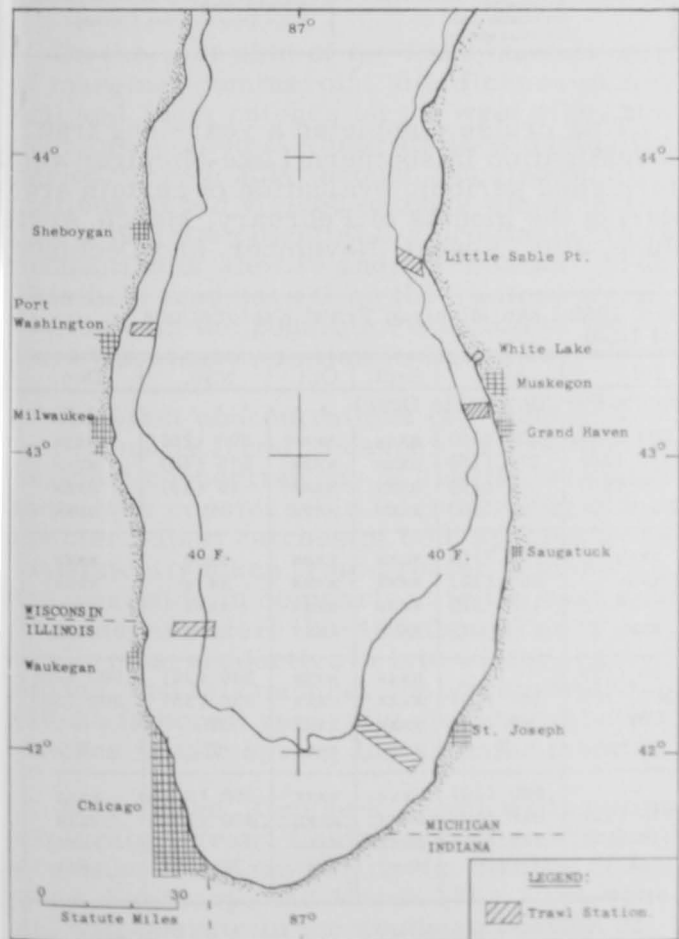 87°
44° 44°
Sheboygan
Little Sable Pt.
Port
Washington
White Lake
Muskegon
Milwaukee
Grand Haven
43° 43°
40 F. 40 F.
Saugatuck
WISCONSIN
ILLINOIS
Waukegan
St. Joseph
42° 42°
Chicago
MICHIGAN
INDIANA
LEGEND:
Trawl Station.
0 30
Statute Miles
87°